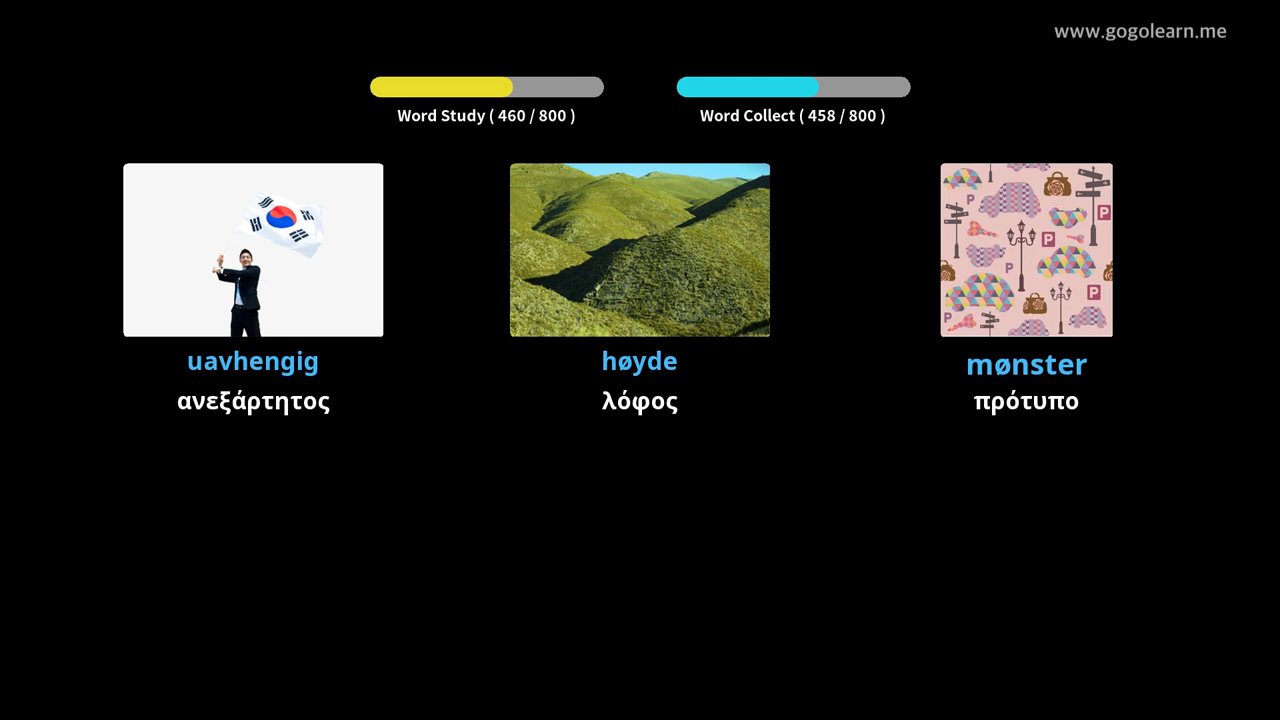 www.gogolearn.me
Word Study ( 460 / 800 )
Word Collect ( 458 / 800 )
uavhengig
høyde
mønster
ανεξάρτητος
λόφος
πρότυπο
P
P
P
P
P
P